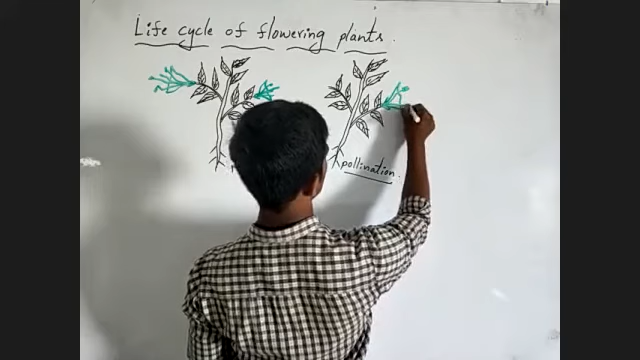 Life cycle of flowering plants.
pollination.